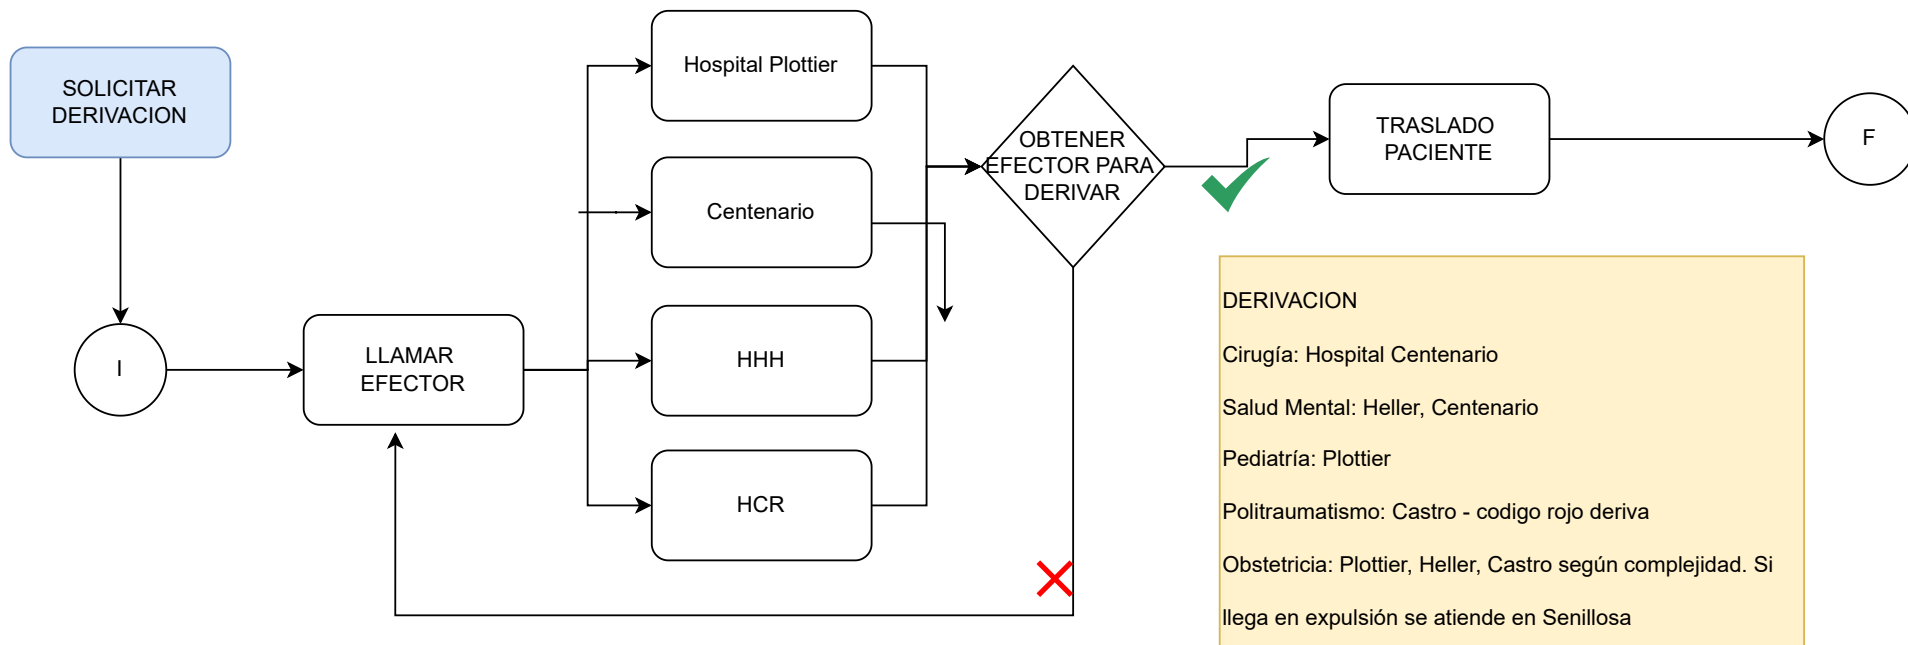 SOLICITAR
DERIVACION
I
LLAMAR
EFECTOR
Hospital Plottier
Centenario
HHH
HCR
OBTENER
EFECTOR PARA
DERIVAR
TRASLADO
PACIENTE
F
DERIVACION
Cirugía: Hospital Centenario
Salud Mental: Heller, Centenario
Pediatría: Plottier
Politraumatismo: Castro - codigo rojo deriva
Obstetricia: Plottier, Heller, Castro según complejidad. Si
llega en expulsión se atiende en Senillosa